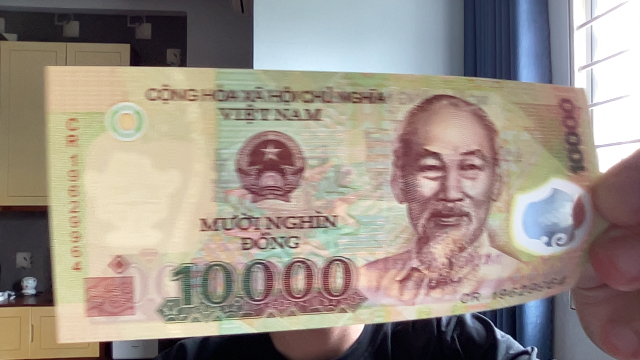 CỘNG HÒA XÃ HỘI CHỦ NGHĨA
VIỆT NAM
MƯỜI NGHÌN
ĐỒNG
10000
10000